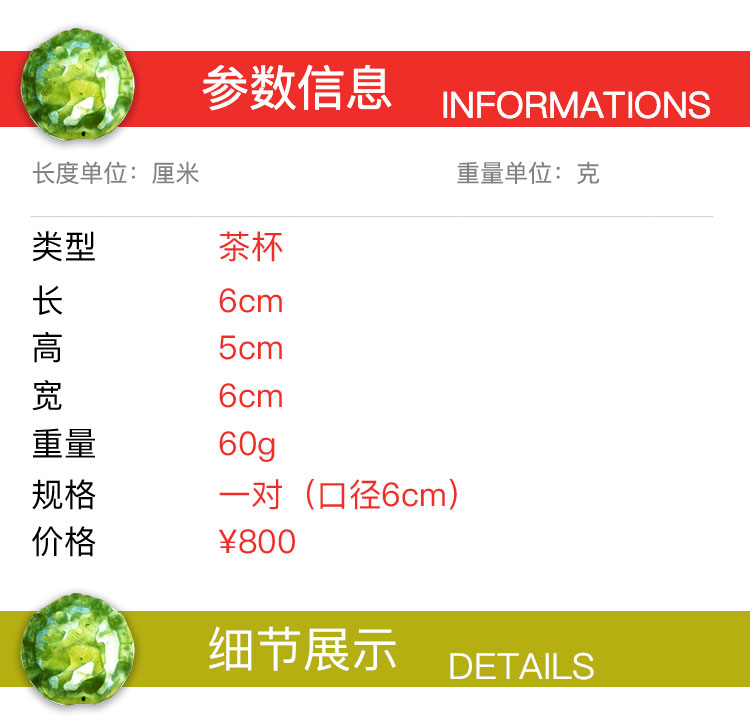 参数信息 INFORMATIONS
长度单位：厘米 重量单位：克
类型 茶杯
长 6cm
高 5cm
宽 6cm
重量 60g
规格 一对（口径6cm）
价格 ¥800
细节展示 DETAILS